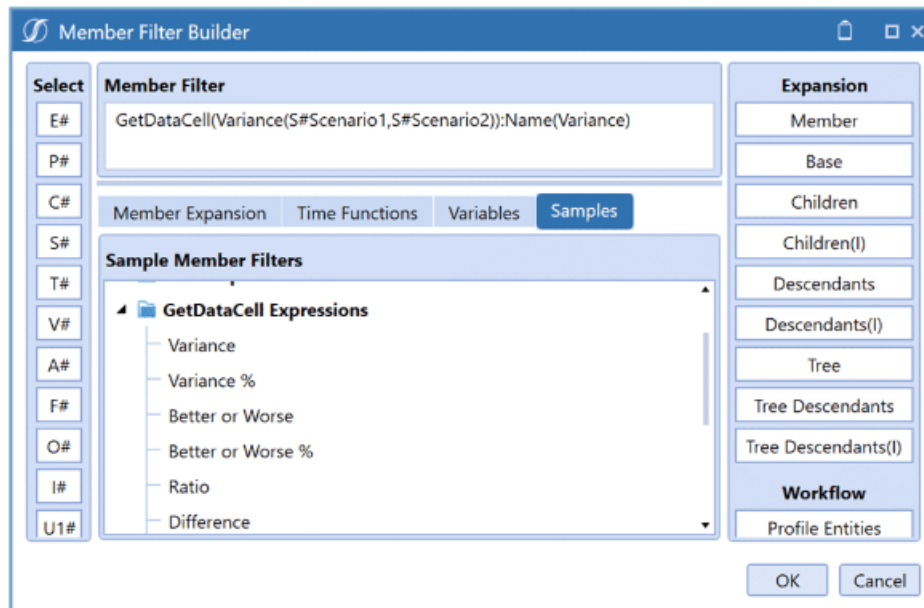 Member Filter Builder
Select
E#
P#
C#
S#
T#
V#
A#
F#
O#
I#
U1#
Member Filter
GetDataCell(Variance(S#Scenario1,S#Scenario2)):Name(Variance)
Member Expansion Time Functions Variables Samples
Sample Member Filters
GetDataCell Expressions
Variance
Variance %
Better or Worse
Better or Worse %
Ratio
Difference
Expansion
Member
Base
Children
Children(I)
Descendants
Descendants(I)
Tree
Tree Descendants
Tree Descendants(I)
Workflow
Profile Entities
OK Cancel